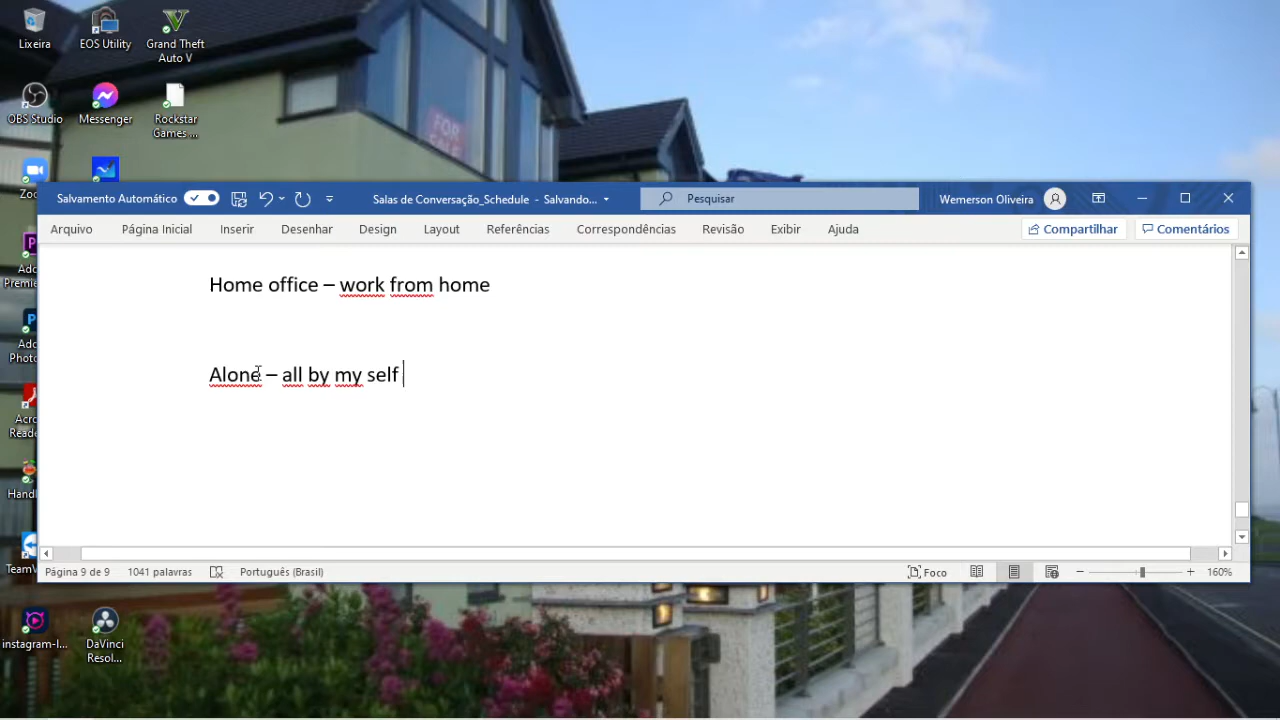 Lixeira
EOS Utility
Grand Theft
Auto V
OBS Studio
Messenger
Rockstar
Games ...
FOR
SALE
Salvamento Automático
Salas de Conversação_Schedule - Salvando...
Pesquisar
Wemerson Oliveira
Arquivo
Página Inicial
Inserir
Desenhar
Design
Layout
Referências
Correspondências
Revisão
Exibir
Ajuda
Compartilhar
Comentários
Home office – work from home
Alone – all by my self
Página 9 de 9
1041 palavras
Português (Brasil)
Foco
160%
instagram-l...
DaVinci
Resol...